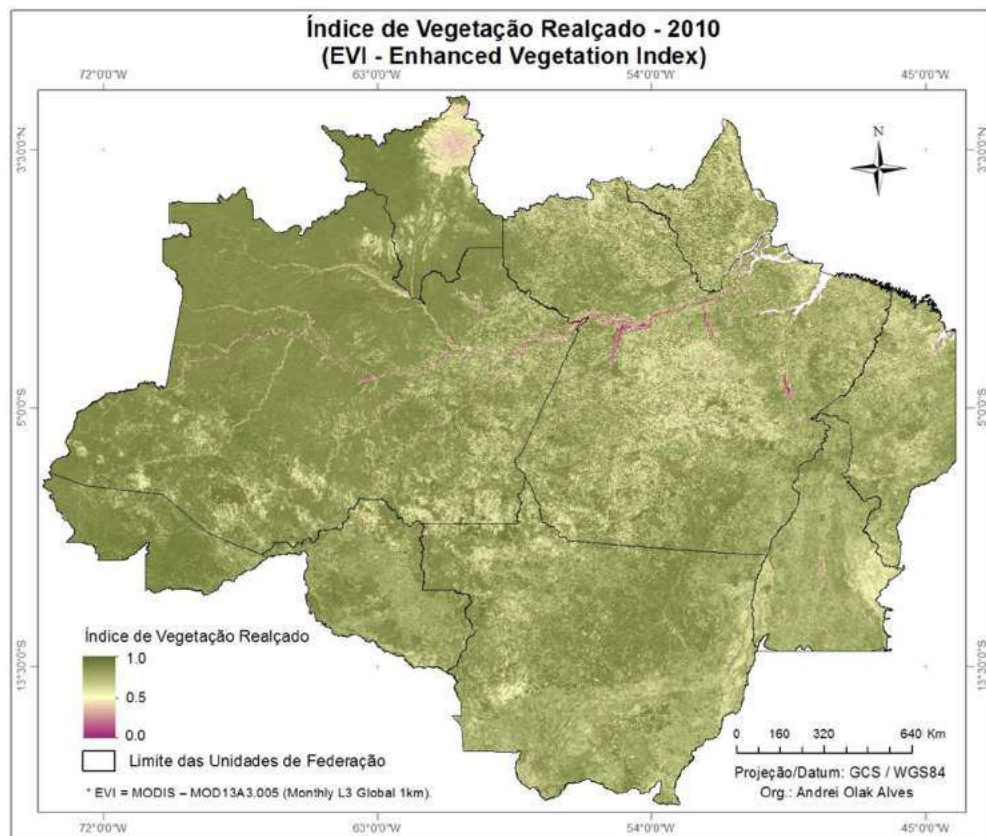 Índice de Vegetação Realçado - 2010
(EVI - Enhanced Vegetation Index)
72°0'0"W 63°0'0"W 54°0'0"W 45°0'0"W
3°30'0"N 3°30'0"N
N
5°0'0"S 5°0'0"S
13°30'0"S 13°30'0"S
Índice de Vegetação Realçado
1.0
0.5
0.0
Limite das Unidades de Federação
* EVI = MODIS – MOD13A3.005 (Monthly L3 Global 1km).
0 160 320 640 Km
Projeção/Datum: GCS / WGS84
Org.: Andrei Olak Alves
72°0'0"W 63°0'0"W 54°0'0"W 45°0'0"W